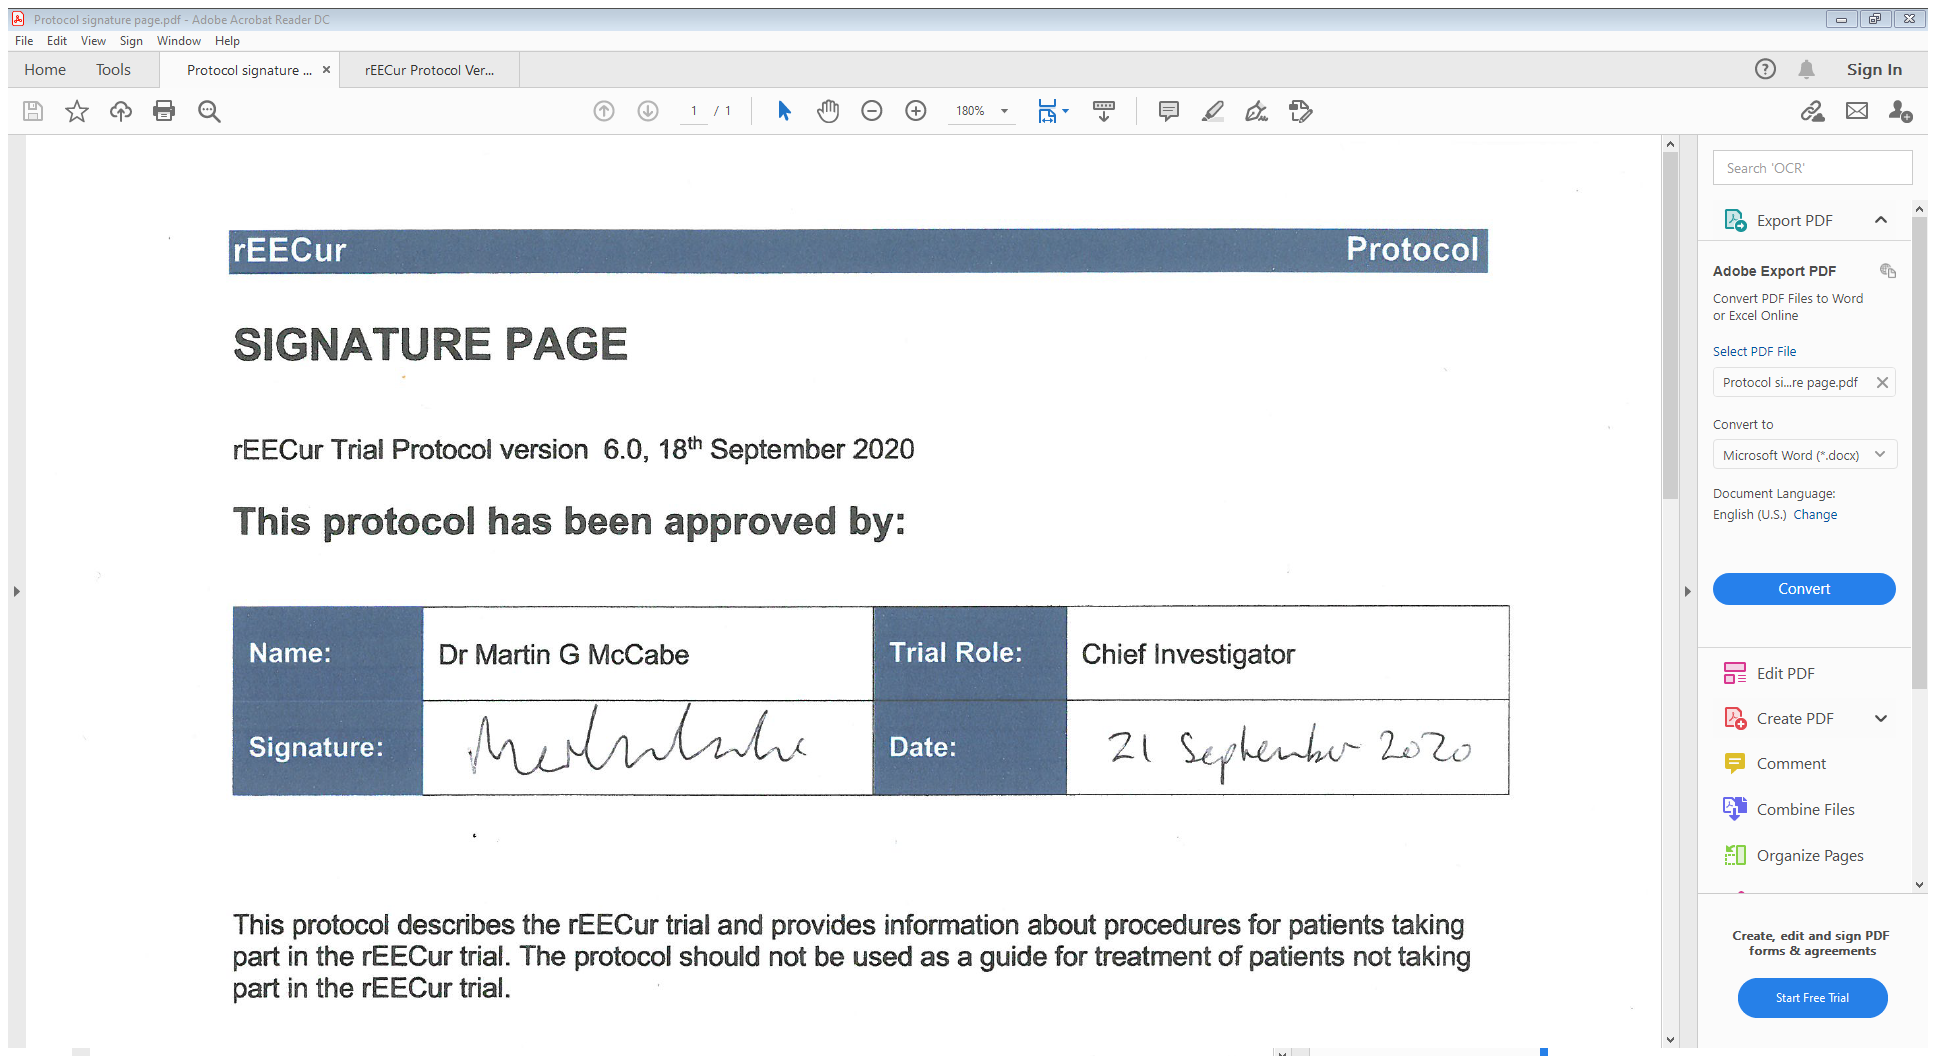 Protocol signature page.pdf - Adobe Acrobat Reader DC
File Edit View Sign Window Help
Home Tools Protocol signature ... × rEECur Protocol Ver... Sign In
1 / 1 180%
Search 'OCR'
Export PDF
Adobe Export PDF
Convert PDF Files to Word
or Excel Online
Select PDF File
Protocol si...re page.pdf
Convert to
Microsoft Word (*.docx)
Document Language:
English (U.S.) Change
Convert
Edit PDF
Create PDF
Comment
Combine Files
Organize Pages
Create, edit and sign PDF
forms & agreements
Start Free Trial
rEECur Protocol
SIGNATURE PAGE
rEECur Trial Protocol version 6.0, 18th September 2020
This protocol has been approved by:
Name: Dr Martin G McCabe Trial Role: Chief Investigator
Signature: Date: 21 September 2020
This protocol describes the rEECur trial and provides information about procedures for patients taking
part in the rEECur trial. The protocol should not be used as a guide for treatment of patients not taking
part in the rEECur trial.